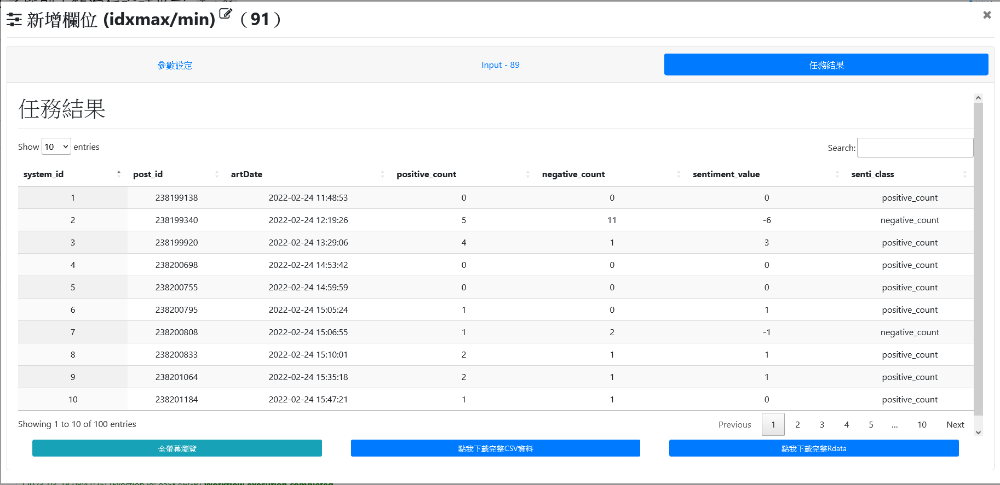 新增欄位 (idxmax/min) （91）
參數設定 Input - 89 任務結果
任務結果
Show 10 entries Search:
system_id post_id artDate positive_count negative_count sentiment_value senti_class
1 238199138 2022-02-24 11:48:53 0 0 0 positive_count
2 238199340 2022-02-24 12:19:26 5 11 -6 negative_count
3 238199920 2022-02-24 13:29:06 4 1 3 positive_count
4 238200698 2022-02-24 14:53:42 0 0 0 positive_count
5 238200755 2022-02-24 14:59:59 0 0 0 positive_count
6 238200795 2022-02-24 15:05:24 1 0 1 positive_count
7 238200808 2022-02-24 15:06:55 1 2 -1 negative_count
8 238200833 2022-02-24 15:10:01 2 1 1 positive_count
9 238201064 2022-02-24 15:35:18 2 1 1 positive_count
10 238201184 2022-02-24 15:47:21 1 1 0 positive_count
Showing 1 to 10 of 100 entries Previous 1 2 3 4 5 ... 10 Next
全螢幕瀏覽 點我下載完整CSV資料 點我下載完整Rdata
Workflow execution completed